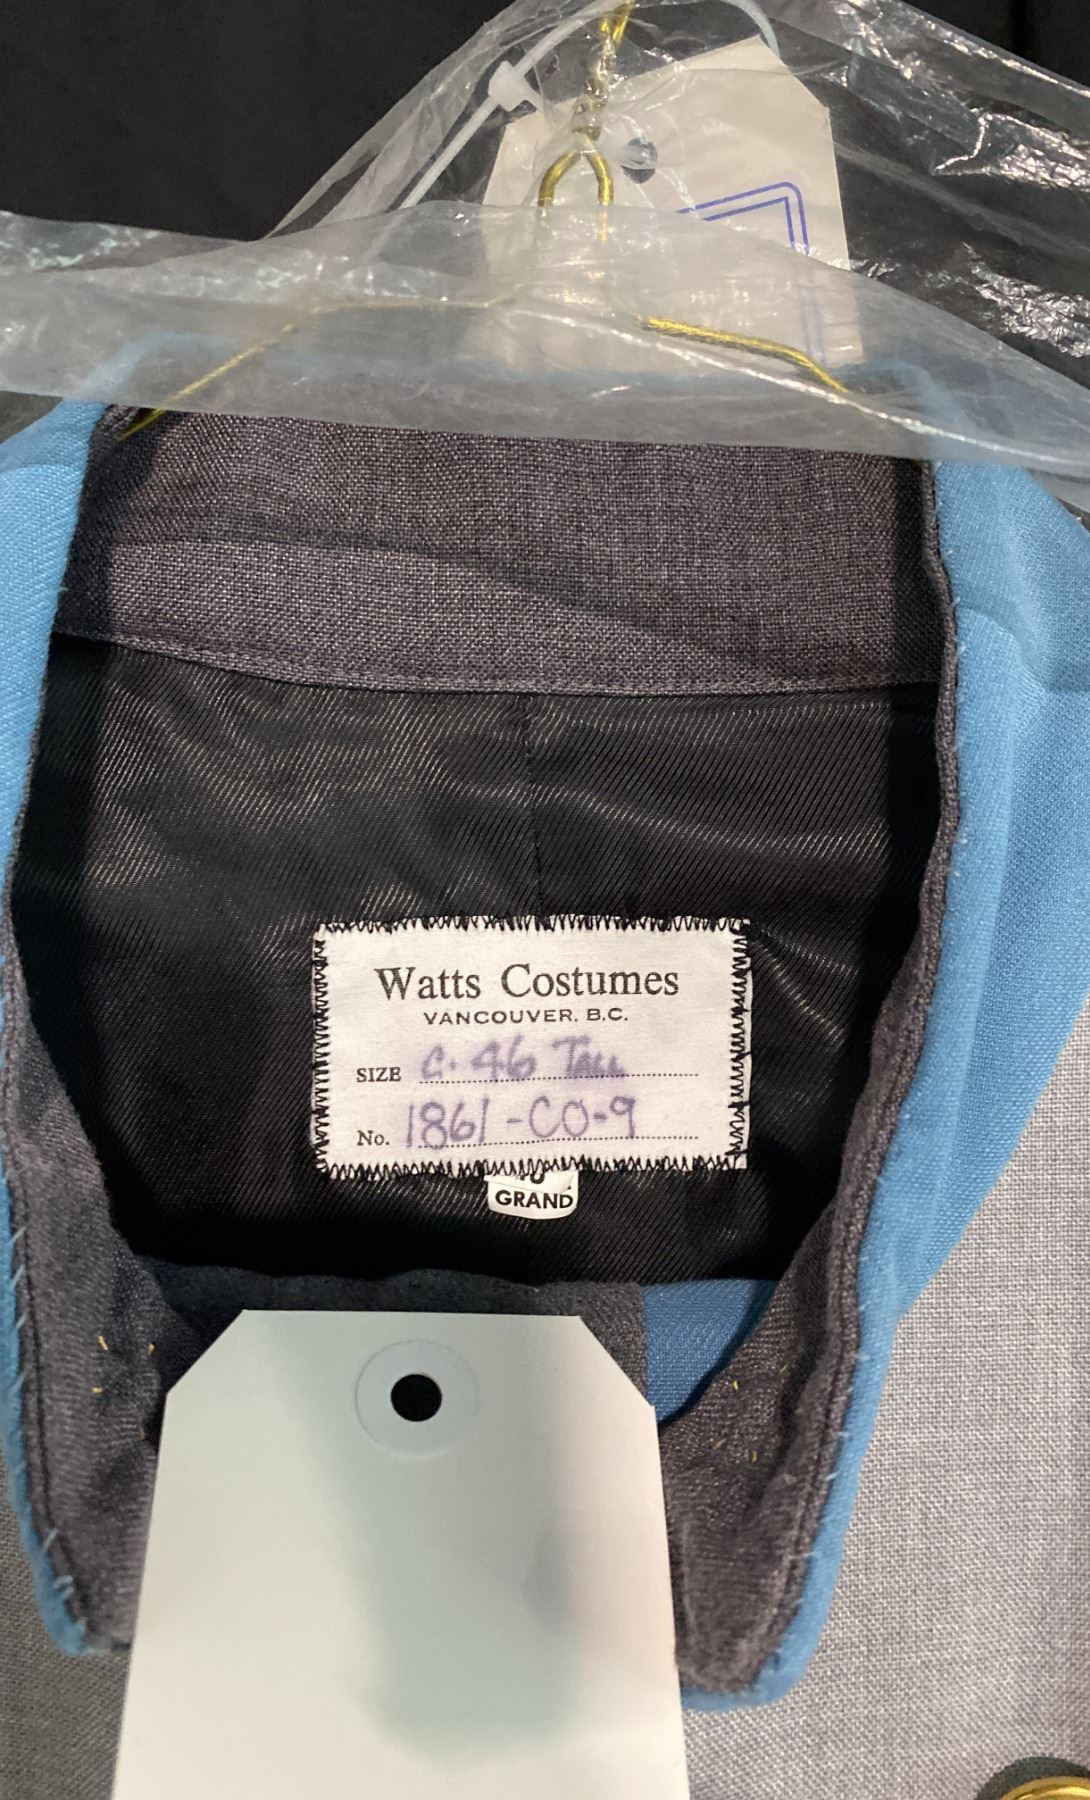 Watts Costumes
VANCOUVER, B.C.
SIZE C. 46 TALL
No. 1861-CO-9
GRAND